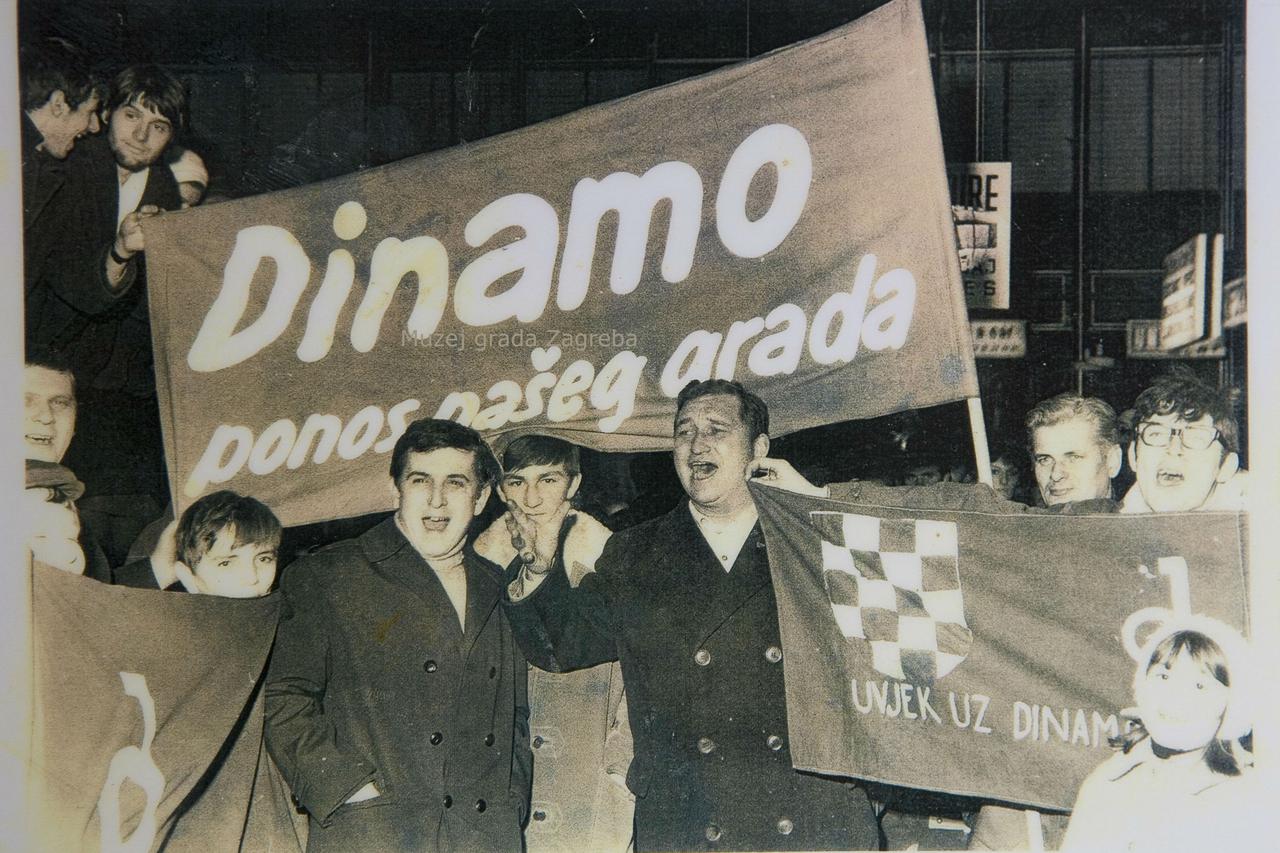 Dinamo
ponos našeg grada
Muzej grada Zagreba
UVJEK UZ DINAM